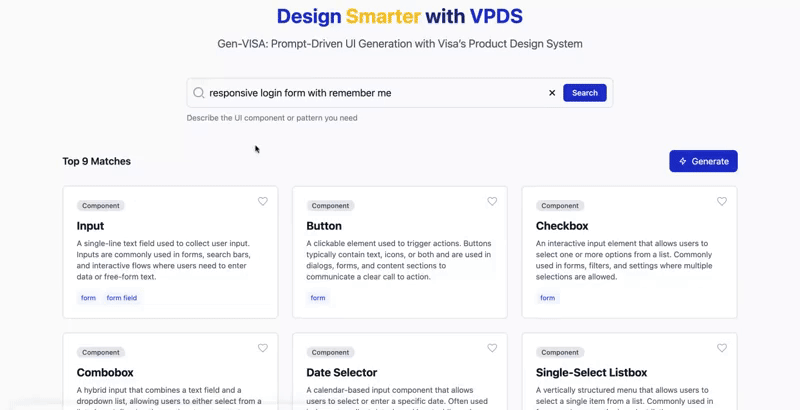 Design Smarter with VPDS
Gen-VISA: Prompt-Driven UI Generation with Visa's Product Design System
responsive login form with remember me
Search
Describe the UI component or pattern you need
Top 9 Matches
Generate
Component
Input
A single-line text field used to collect user input.
Inputs are commonly used in forms, search bars,
and interactive flows where users need to enter
data or free-form text.
form
form field
Component
Button
A clickable element used to trigger actions. Buttons
typically contain text, icons, or both and are used in
dialogs, forms, and content sections to
communicate a clear call to action.
form
Component
Checkbox
An interactive input element that allows users to
select one or more options from a list. Commonly
used in forms, filters, and settings where multiple
selections are allowed.
form
Component
Combobox
A hybrid input that combines a text field and a
dropdown list, allowing users to either select from a
Component
Date Selector
A calendar-based input component that allows
users to select or enter a specific date. Often used
Component
Single-Select Listbox
A vertically structured menu that allows users to
select a single item from a list. Commonly used in